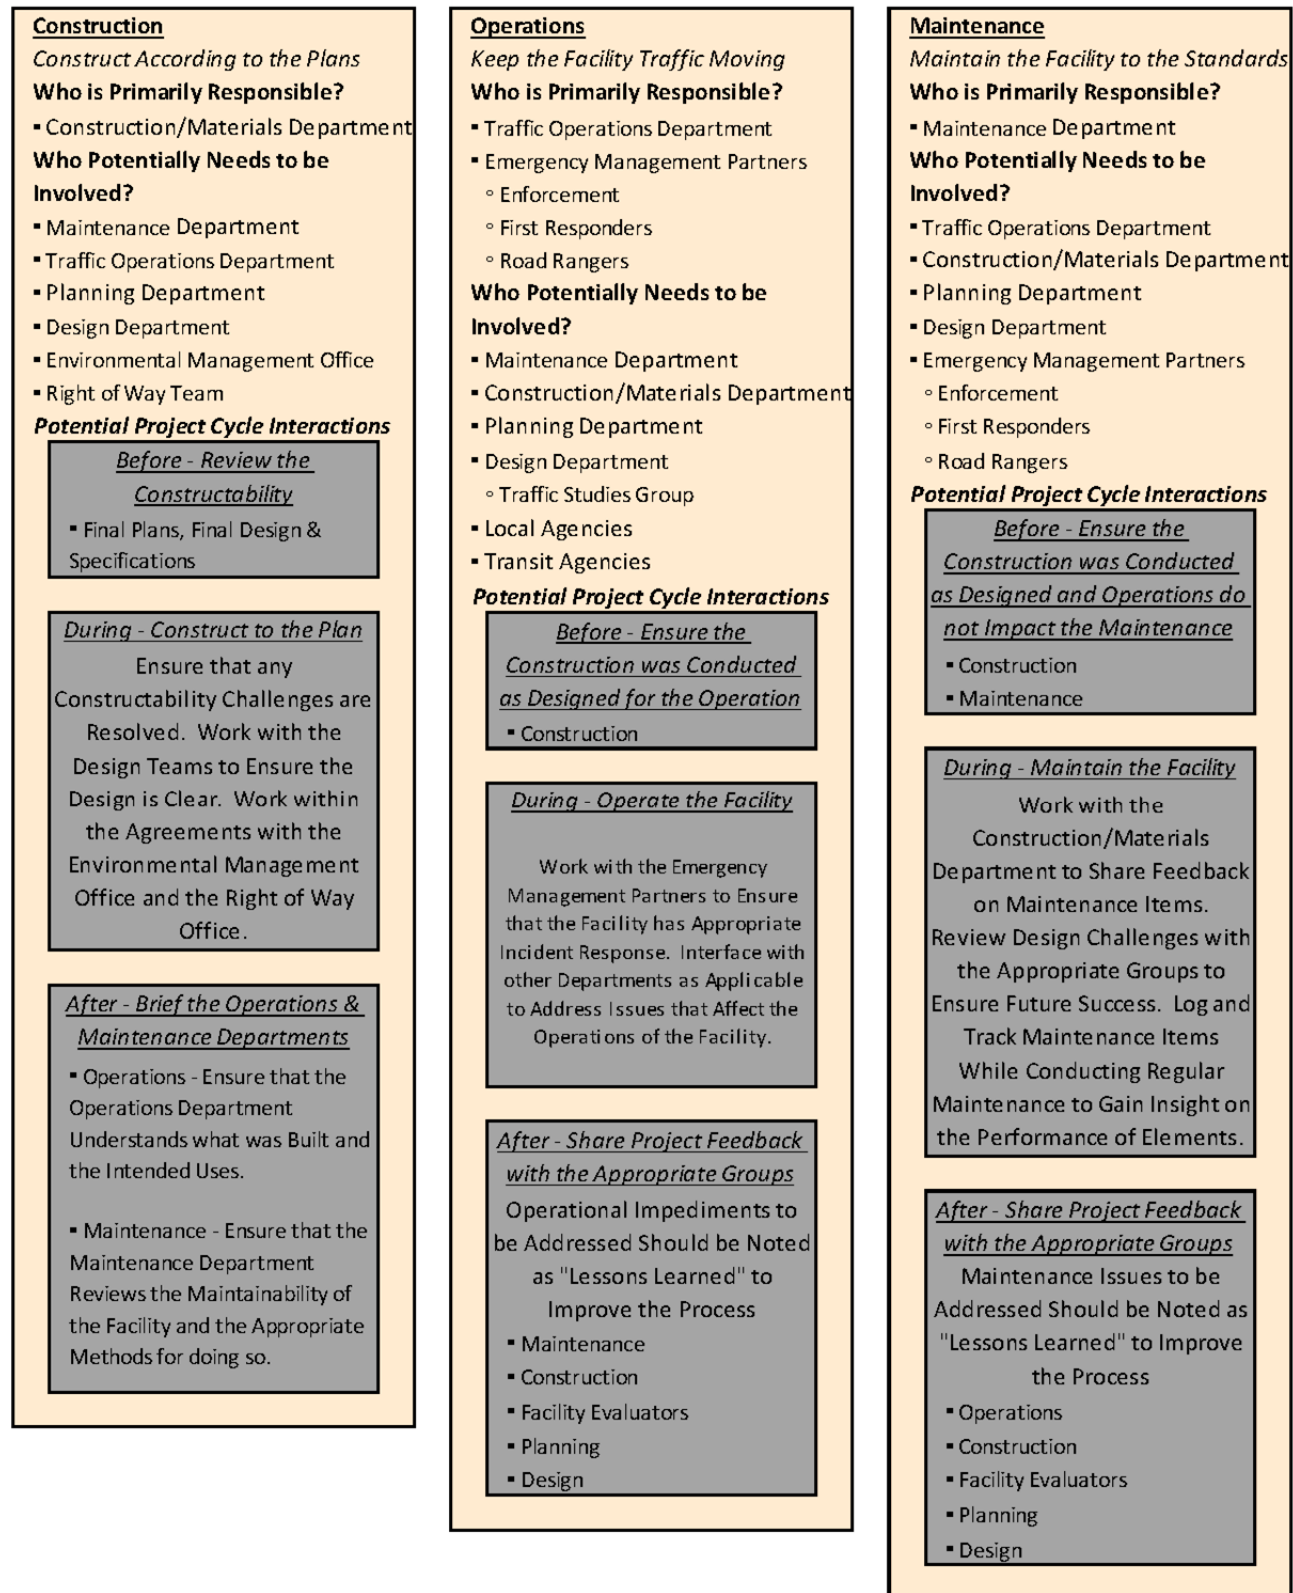 Construction
Construct According to the Plans
Who is Primarily Responsible?
▪ Construction/Materials Department
Who Potentially Needs to be
Involved?
▪ Maintenance Department
▪ Traffic Operations Department
▪ Planning Department
▪ Design Department
▪ Environmental Management Office
▪ Right of Way Team
Potential Project Cycle Interactions
Before - Review the
Constructability
▪ Final Plans, Final Design &
Specifications
During - Construct to the Plan
Ensure that any
Constructability Challenges are
Resolved. Work with the
Design Teams to Ensure the
Design is Clear. Work within
the Agreements with the
Environmental Management
Office and the Right of Way
Office.
After - Brief the Operations &
Maintenance Departments
▪ Operations - Ensure that the
Operations Department
Understands what was Built and
the Intended Uses.
▪ Maintenance - Ensure that the
Maintenance Department
Reviews the Maintainability of
the Facility and the Appropriate
Methods for doing so.
Operations
Keep the Facility Traffic Moving
Who is Primarily Responsible?
▪ Traffic Operations Department
▪ Emergency Management Partners
◦ Enforcement
◦ First Responders
◦ Road Rangers
Who Potentially Needs to be
Involved?
▪ Maintenance Department
▪ Construction/Materials Department
▪ Planning Department
▪ Design Department
◦ Traffic Studies Group
▪ Local Agencies
▪ Transit Agencies
Potential Project Cycle Interactions
Before - Ensure the
Construction was Conducted
as Designed for the Operation
▪ Construction
During - Operate the Facility
Work with the Emergency
Management Partners to Ensure
that the Facility has Appropriate
Incident Response. Interface with
other Departments as Applicable
to Address Issues that Affect the
Operations of the Facility.
After - Share Project Feedback
with the Appropriate Groups
Operational Impediments to
be Addressed Should be Noted
as "Lessons Learned" to
Improve the Process
▪ Maintenance
▪ Construction
▪ Facility Evaluators
▪ Planning
▪ Design
Maintenance
Maintain the Facility to the Standards
Who is Primarily Responsible?
▪ Maintenance Department
Who Potentially Needs to be
Involved?
▪ Traffic Operations Department
▪ Construction/Materials Department
▪ Planning Department
▪ Design Department
▪ Emergency Management Partners
◦ Enforcement
◦ First Responders
◦ Road Rangers
Potential Project Cycle Interactions
Before - Ensure the
Construction was Conducted
as Designed and Operations do
not Impact the Maintenance
▪ Construction
▪ Maintenance
During - Maintain the Facility
Work with the
Construction/Materials
Department to Share Feedback
on Maintenance Items.
Review Design Challenges with
the Appropriate Groups to
Ensure Future Success. Log and
Track Maintenance Items
While Conducting Regular
Maintenance to Gain Insight on
the Performance of Elements.
After - Share Project Feedback
with the Appropriate Groups
Maintenance Issues to be
Addressed Should be Noted as
"Lessons Learned" to Improve
the Process
▪ Operations
▪ Construction
▪ Facility Evaluators
▪ Planning
▪ Design